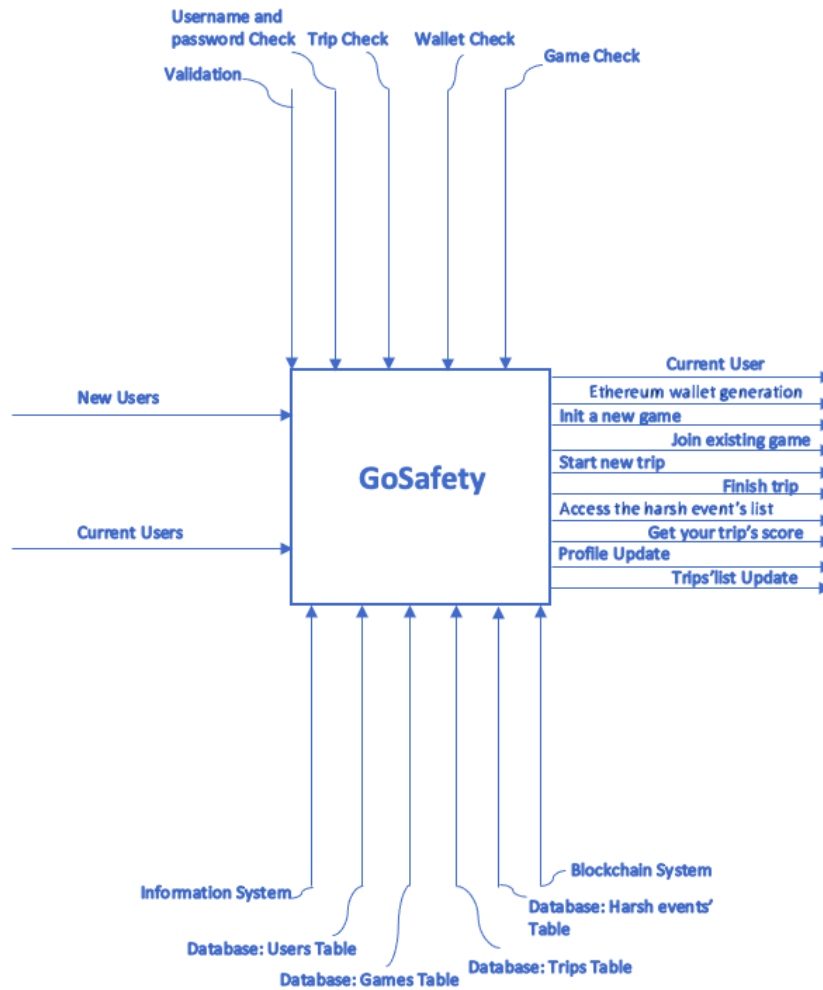 Username and
password Check
Trip Check
Wallet Check
Game Check
Validation
Current User
Ethereum wallet generation
New Users
Init a new game
Join existing game
Start new trip
GoSafety
Finish trip
Access the harsh event's list
Current Users
Get your trip's score
Profile Update
Trips'list Update
Blockchain System
Information System
Database: Harsh events'
Table
Database: Users Table
Database: Trips Table
Database: Games Table